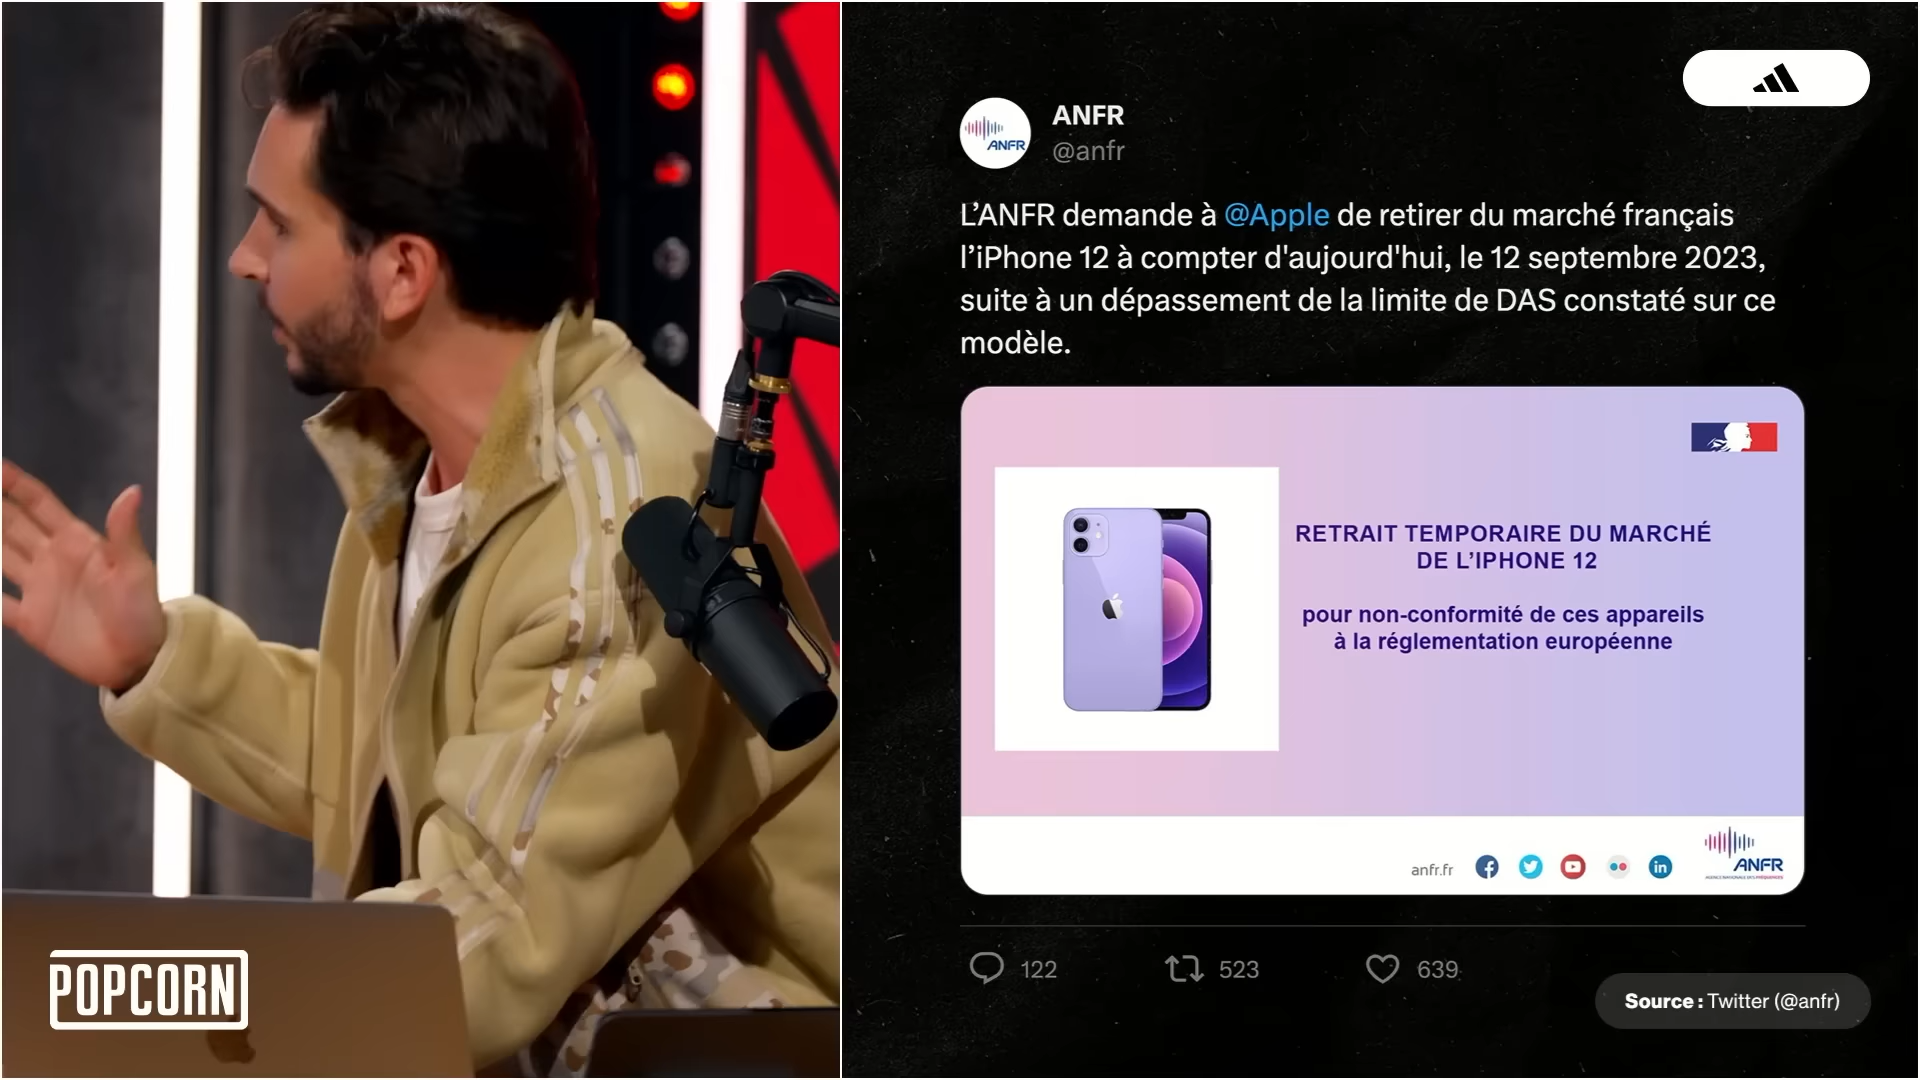 ANFR
ANFR
@anfr
L’ANFR demande à @Apple de retirer du marché français
l’iPhone 12 à compter d'aujourd'hui, le 12 septembre 2023,
suite à un dépassement de la limite de DAS constaté sur ce
modèle.
RETRAIT TEMPORAIRE DU MARCHÉ
DE L’IPHONE 12
pour non-conformité de ces appareils
à la réglementation européenne
anfr.fr
ANFR
122
523
639
Source : Twitter (@anfr)
POPCORN